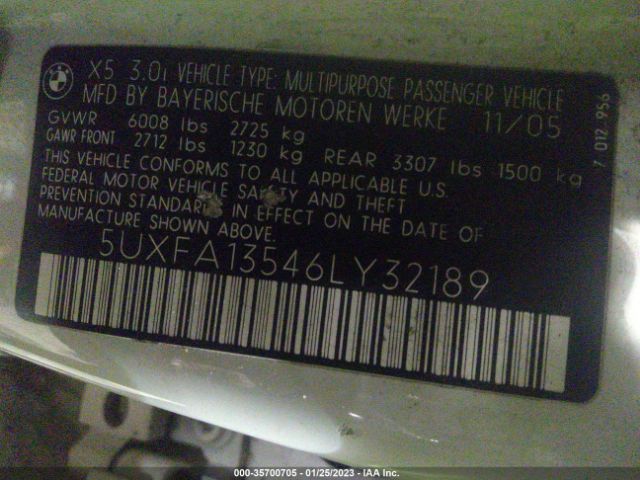 X5 3.0i VEHICLE TYPE: MULTIPURPOSE PASSENGER VEHICLE
MFD BY BAYERISCHE MOTOREN WERKE 11/05
GVWR 6008 lbs 2725 kg
GAWR FRONT 2712 lbs 1230 kg REAR 3307 lbs 1500 kg
THIS VEHICLE CONFORMS TO ALL APPLICABLE U.S.
FEDERAL MOTOR VEHICLE SAFETY AND THEFT
PREVENTION STANDARDS IN EFFECT ON THE DATE OF
MANUFACTURE SHOWN ABOVE.
5UXFA13546LY32189
7 012 956
000-35700705 - 01/25/2023 - IAA Inc.